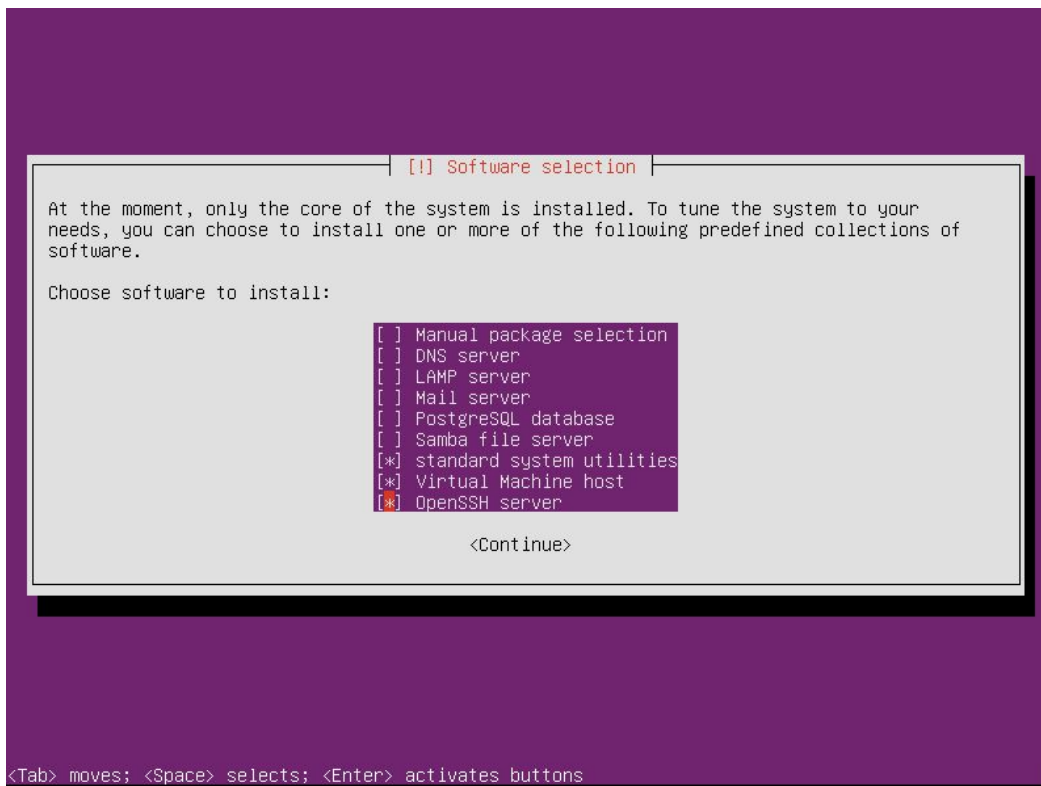 [!] Software selection
At the moment, only the core of the system is installed. To tune the system to your
needs, you can choose to install one or more of the following predefined collections of
software.
Choose software to install:
[ ] Manual package selection
[ ] DNS server
[ ] LAMP server
[ ] Mail server
[ ] PostgreSQL database
[ ] Samba file server
[*] standard system utilities
[*] Virtual Machine host
[*] OpenSSH server
<Continue>
<Tab> moves; <Space> selects; <Enter> activates buttons